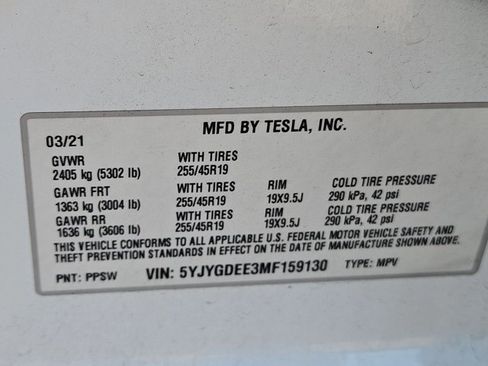 MFD BY TESLA, INC.
03/21
GVWR WITH TIRES
2405 kg (5302 lb) 255/45R19
GAWR FRT WITH TIRES RIM COLD TIRE PRESSURE
1363 kg (3004 lb) 255/45R19 19X9.5J 290 kPa, 42 psi
GAWR RR WITH TIRES RIM COLD TIRE PRESSURE
1636 kg (3606 lb) 255/45R19 19X9.5J 290 kPa, 42 psi
THIS VEHICLE CONFORMS TO ALL APPLICABLE U.S. FEDERAL MOTOR VEHICLE SAFETY AND
THEFT PREVENTION STANDARDS IN EFFECT ON THE DATE OF MANUFACTURE SHOWN ABOVE.
PNT: PPSW VIN: 5YJYGDEE3MF159130 TYPE: MPV